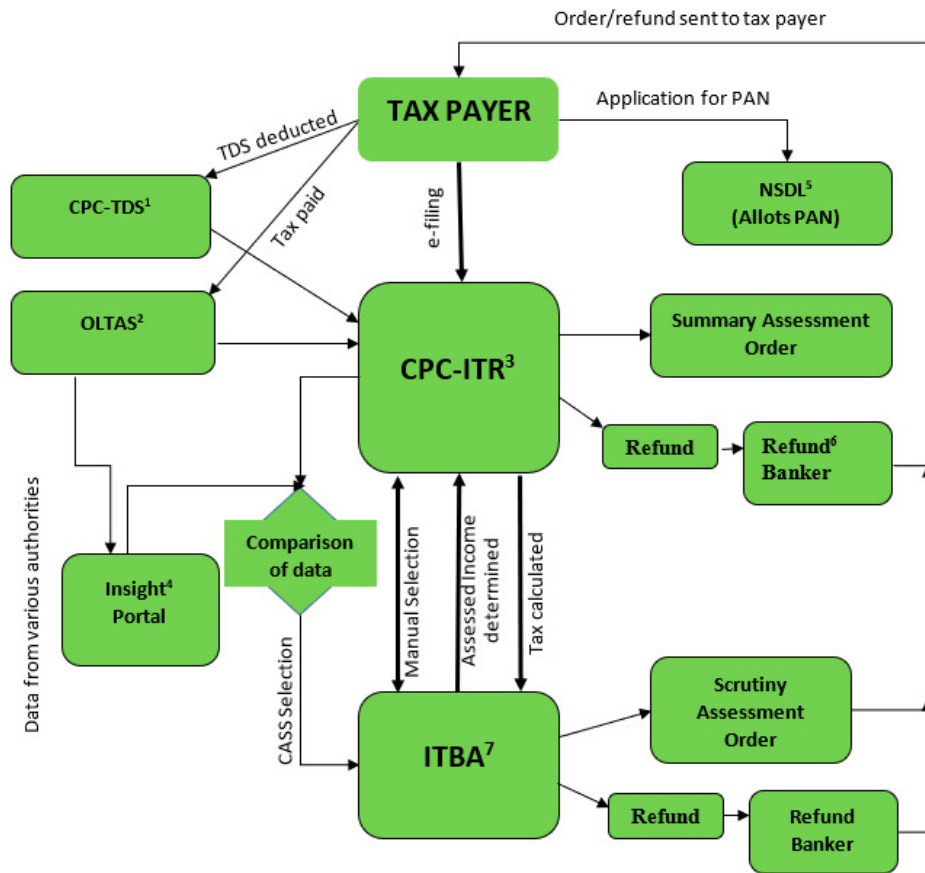 Order/refund sent to tax payer
TAX PAYER
Application for PAN
TDS deducted
Tax paid
e-filing
CPC-TDS¹
NSDL⁵
(Allots PAN)
OLTAS²
CPC-ITR³
Summary Assessment
Order
Refund
Refund⁶
Banker
Data from various authorities
Comparison
of data
Insight⁴
Portal
Manual Selection
Assessed Income
determined
Tax calculated
CASS Selection
ITBA⁷
Scrutiny
Assessment
Order
Refund
Refund
Banker